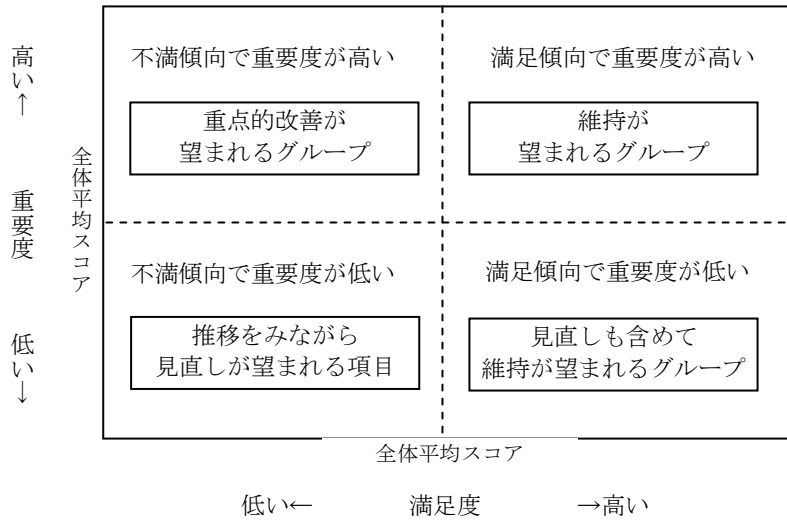 高い↑
重要度
低い↓
全体平均スコア
不満傾向で重要度が高い
重点的改善が
望まれるグループ
満足傾向で重要度が高い
維持が
望まれるグループ
不満傾向で重要度が低い
推移をみながら
見直しが望まれる項目
満足傾向で重要度が低い
見直しも含めて
維持が望まれるグループ
全体平均スコア
低い← 満足度 →高い